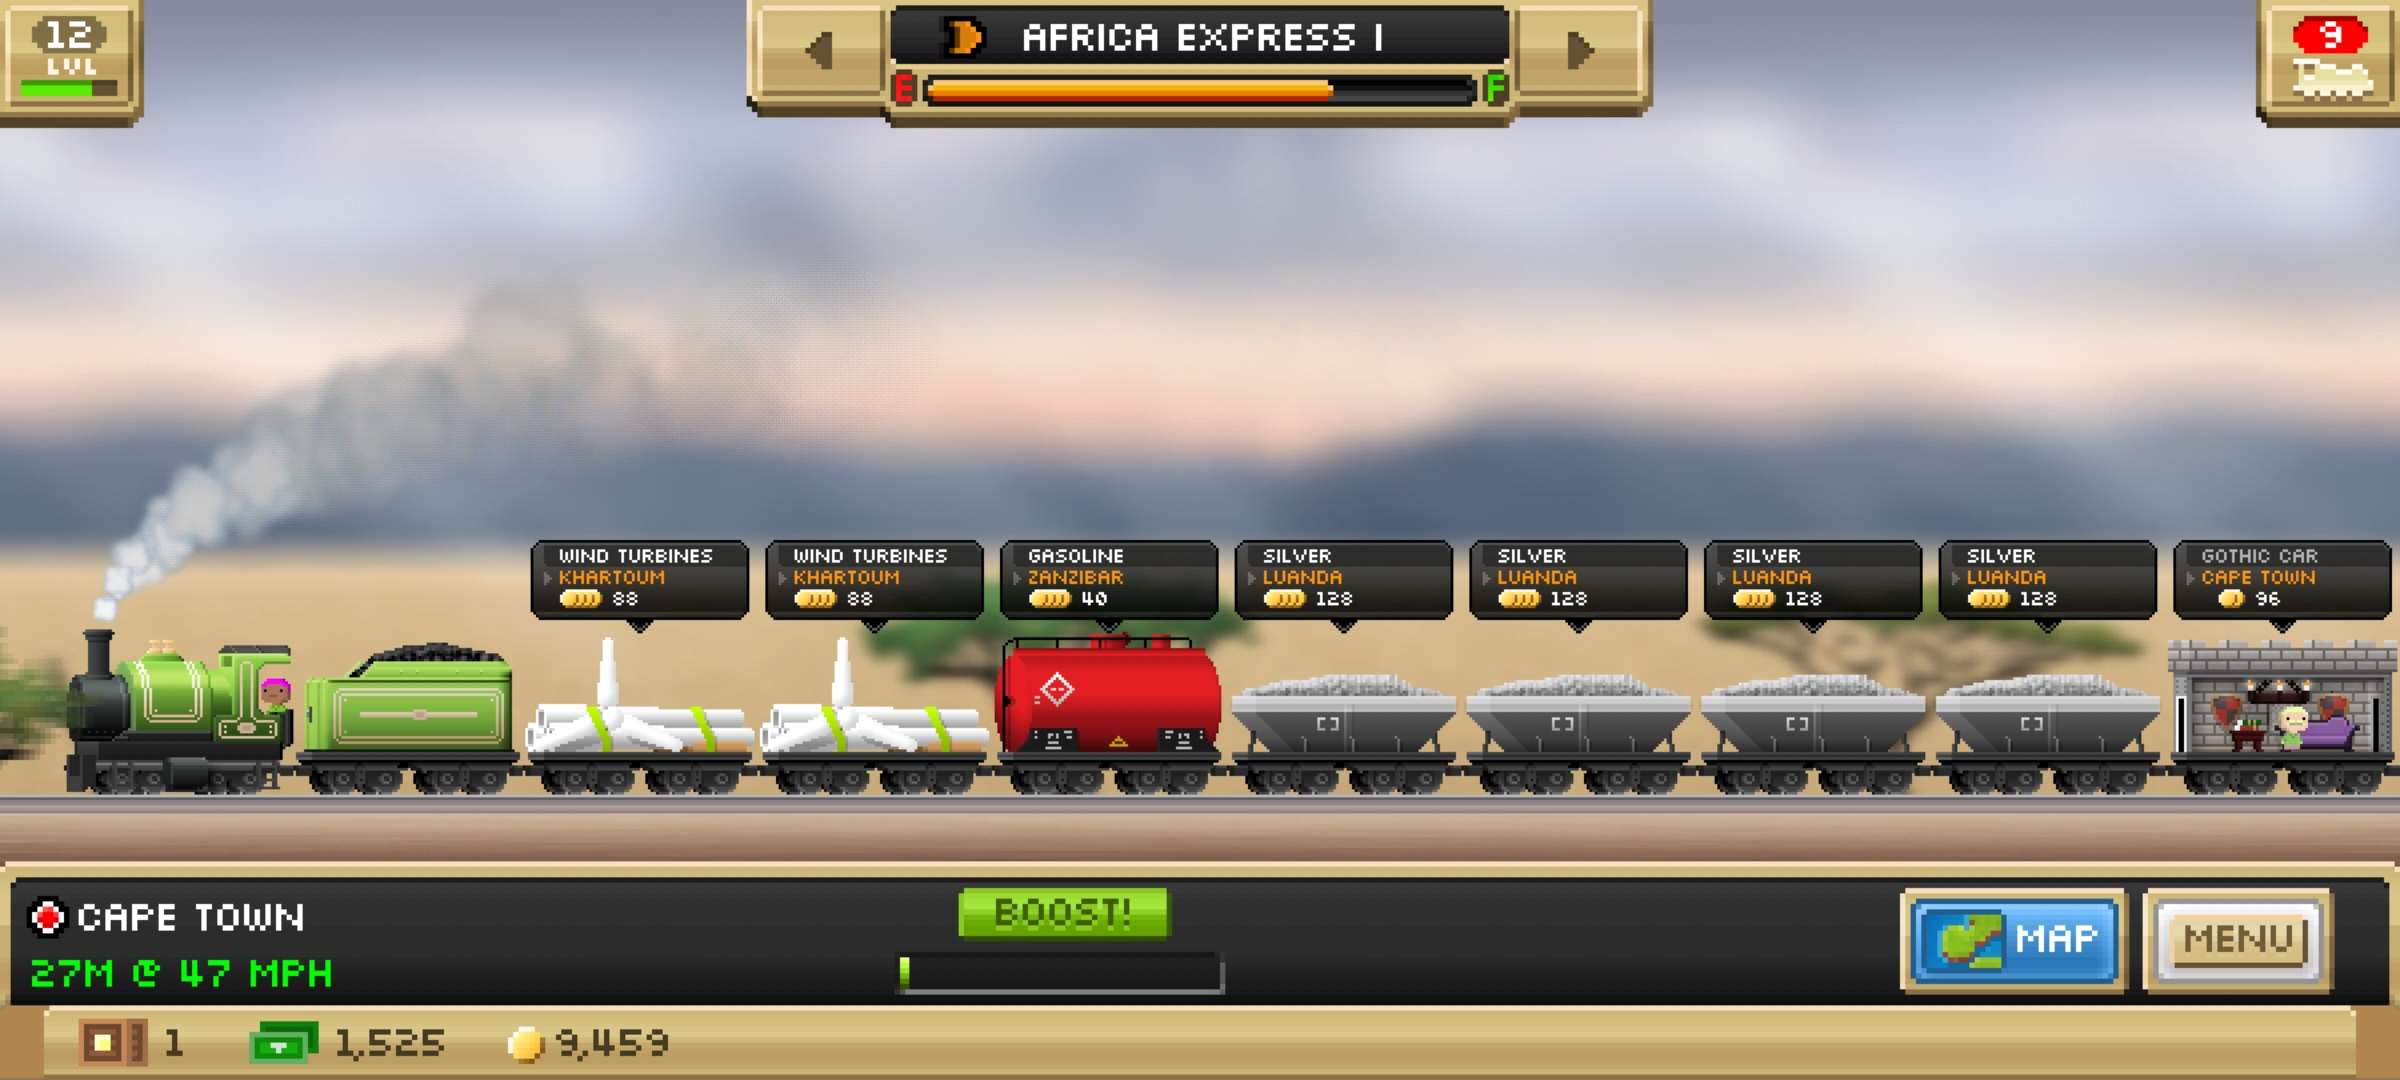 12
LVL
AFRICA EXPRESS I
E F
9
WIND TURBINES
KHARTOUM
88
WIND TURBINES
KHARTOUM
88
GASOLINE
ZANZIBAR
40
SILVER
LUANDA
128
SILVER
LUANDA
128
SILVER
LUANDA
128
SILVER
LUANDA
128
GOTHIC CAR
CAPE TOWN
96
CAPE TOWN
27M @ 47 MPH
BOOST!
MAP
MENU
1
1,525
9,459